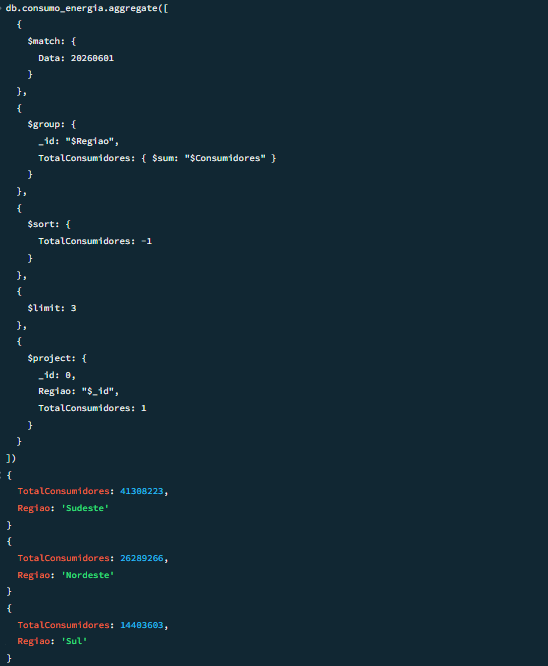 db.consumo_energia.aggregate([
  {
    $match: {
      Data: 20260601
    }
  },
  {
    $group: {
      _id: "$Regiao",
      TotalConsumidores: { $sum: "$Consumidores" }
    }
  },
  {
    $sort: {
      TotalConsumidores: -1
    }
  },
  {
    $limit: 3
  },
  {
    $project: {
      _id: 0,
      Regiao: "$_id",
      TotalConsumidores: 1
    }
  }
])
{
  TotalConsumidores: 41308223,
  Regiao: 'Sudeste'
}
{
  TotalConsumidores: 26289266,
  Regiao: 'Nordeste'
}
{
  TotalConsumidores: 14403603,
  Regiao: 'Sul'
}